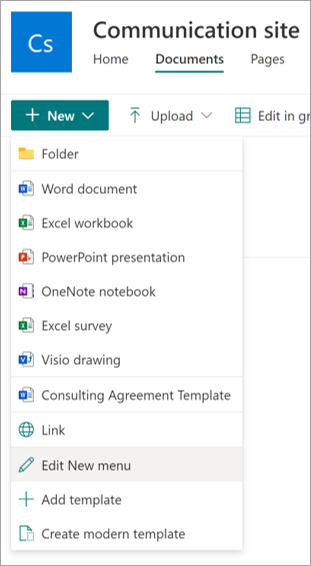 Cs
Communication site
Home Documents Pages
New Upload Edit in gr
Folder
Word document
Excel workbook
PowerPoint presentation
OneNote notebook
Excel survey
Visio drawing
Consulting Agreement Template
Link
Edit New menu
Add template
Create modern template